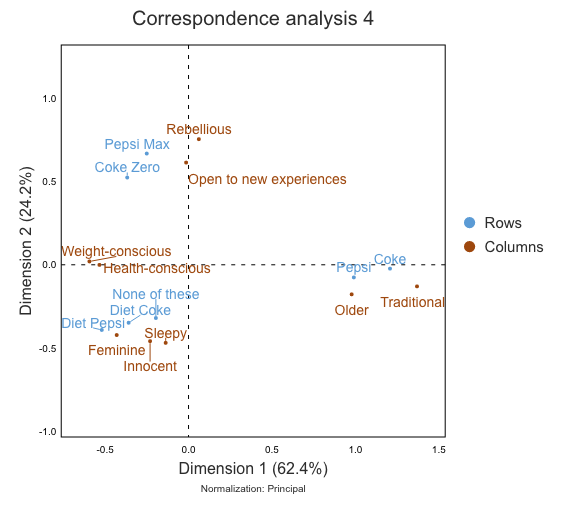 Correspondence analysis 4
Dimension 2 (24.2%)
1.0
0.5
0.0
-0.5
-1.0
Rebellious
Pepsi Max
Coke Zero
Open to new experiences
Weight-conscious
Health-conscious
Coke
Pepsi
None of these
Traditional
Older
Diet Coke
Diet Pepsi
Sleepy
Feminine
Innocent
Rows
Columns
-0.5
0.0
0.5
1.0
1.5
Dimension 1 (62.4%)
Normalization: Principal